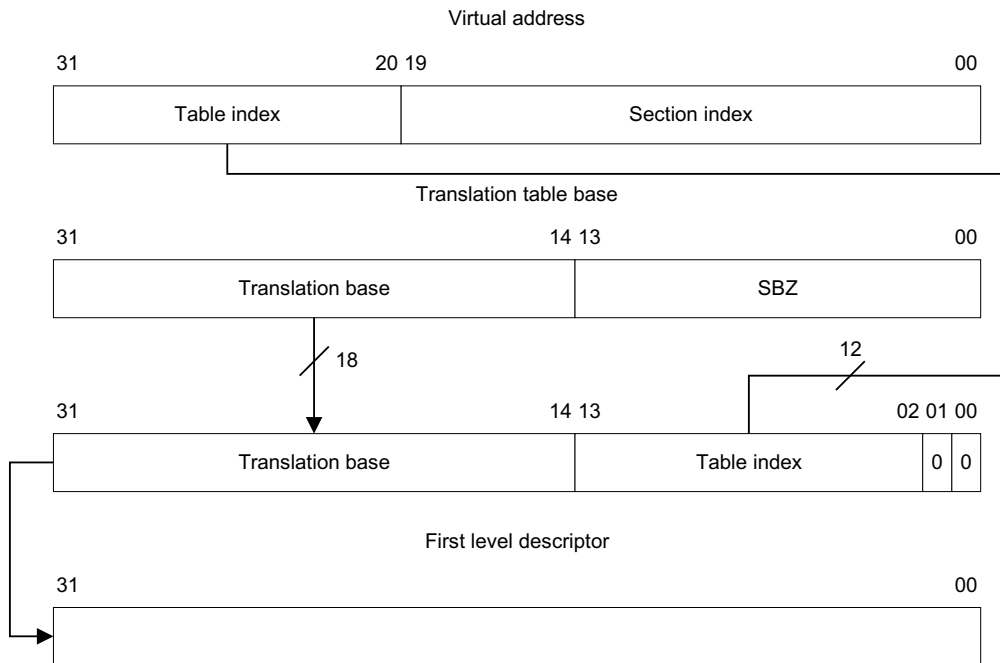 Virtual address
31 20 19 00
Table index Section index
Translation table base
31 14 13 00
Translation base SBZ
18 12
31 14 13 02 01 00
Translation base Table index 0 0
First level descriptor
31 00